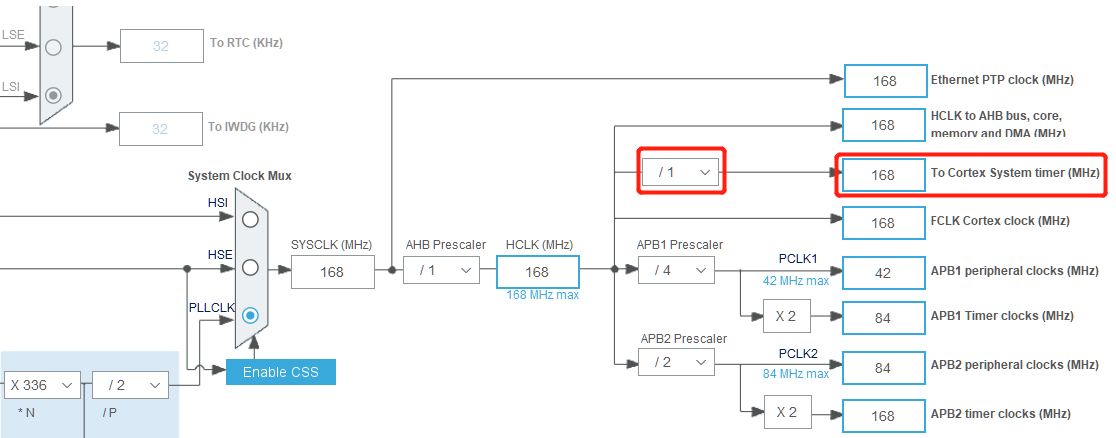 LSE
32
To RTC (KHz)
LSI
32
To IWDG (KHz)
168
Ethernet PTP clock (MHz)
168
HCLK to AHB bus, core,
memory and DMA (MHz)
/ 1
168
To Cortex System timer (MHz)
168
FCLK Cortex clock (MHz)
System Clock Mux
HSI
HSE
PLLCLK
Enable CSS
SYSCLK (MHz)
168
AHB Prescaler
/ 1
HCLK (MHz)
168
168 MHz max
APB1 Prescaler
/ 4
PCLK1
42 MHz max
42
APB1 peripheral clocks (MHz)
X 2
84
APB1 Timer clocks (MHz)
APB2 Prescaler
/ 2
PCLK2
84 MHz max
84
APB2 peripheral clocks (MHz)
X 2
168
APB2 timer clocks (MHz)
X 336
* N
/ 2
/ P